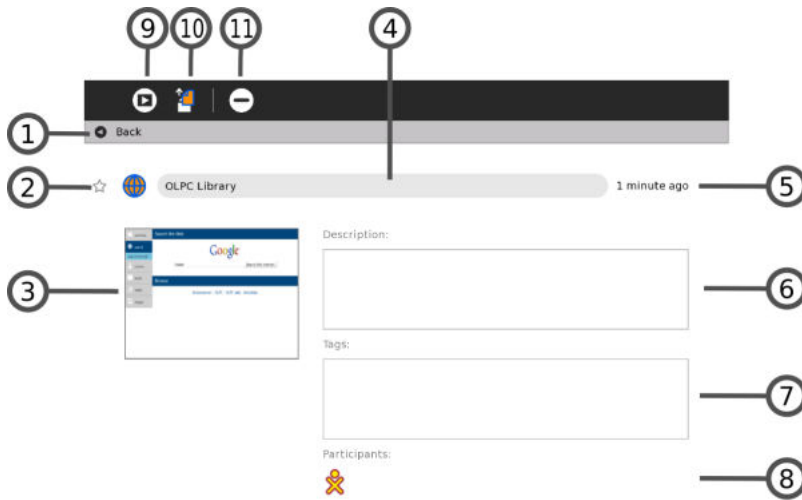 9 10 11 4
1 Back
2 OLPC Library 1 minute ago 5
Description:
Google
3
6
Tags:
7
Participants:
8